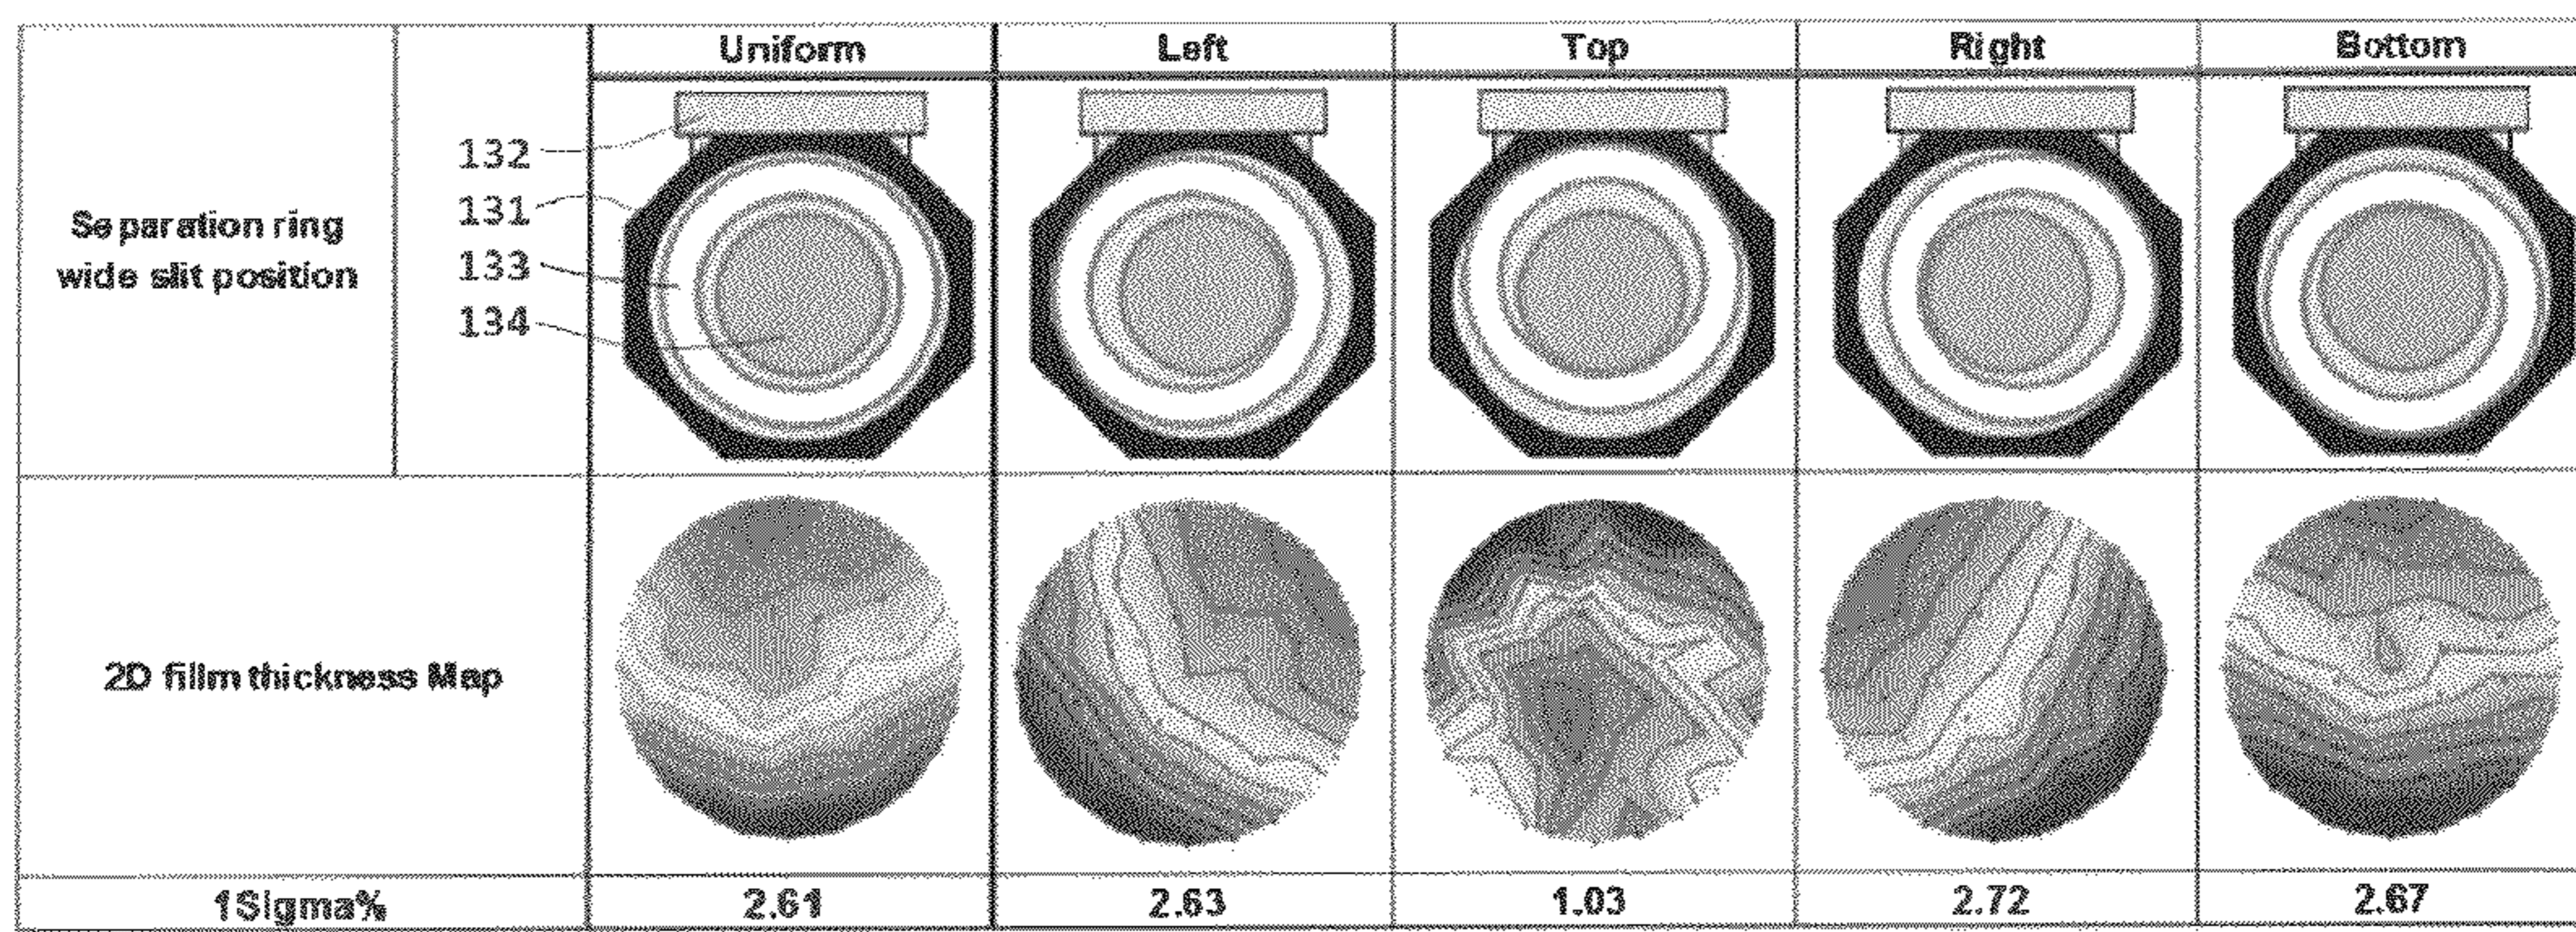 Uniform Left Top Right Bottom
132
131
133
134
Separation ring
wide slit position
2D fillm thickness Map
1Sigma% 2.61 2.63 1.03 2.72 2.67